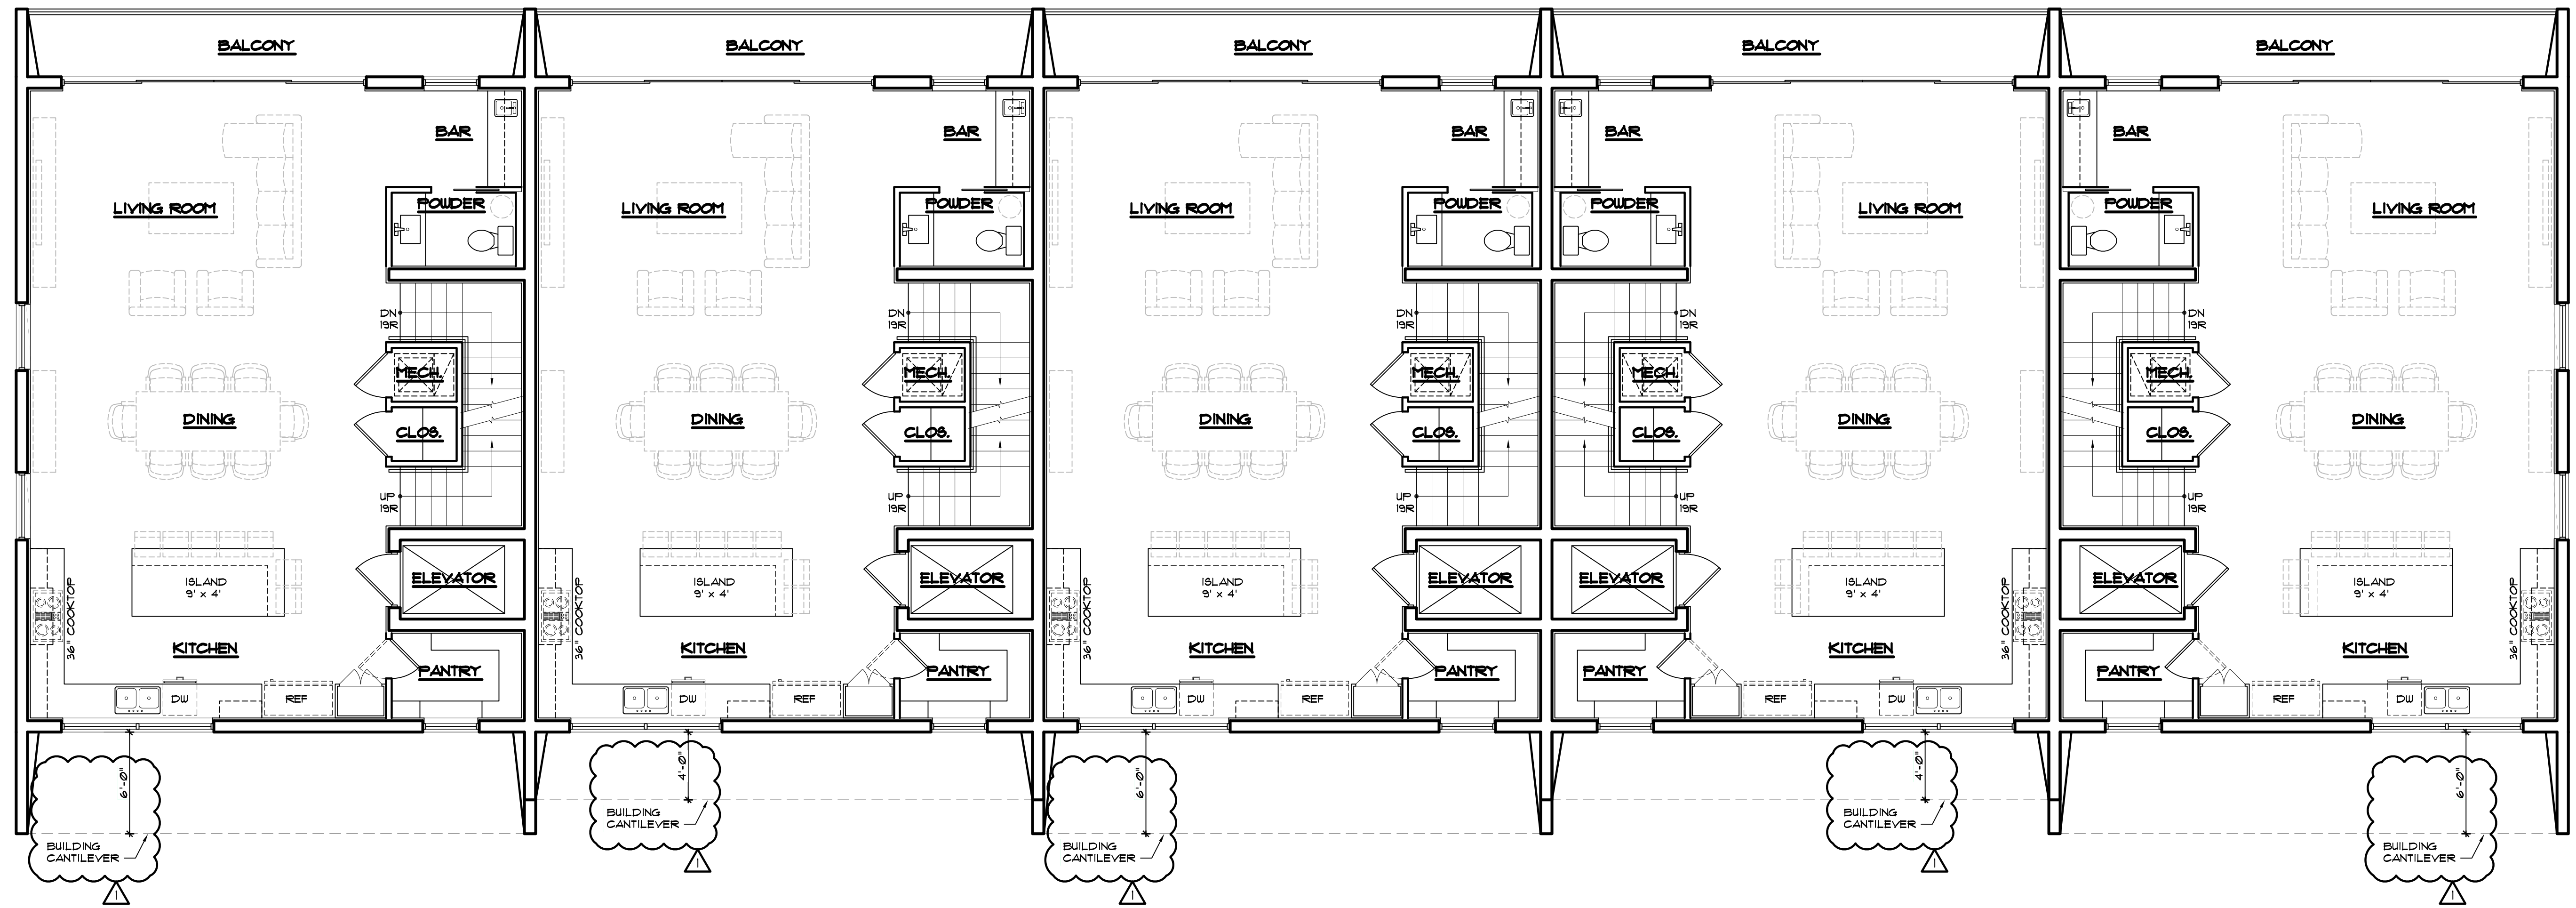 BALCONY
BALCONY
BALCONY
BALCONY
BALCONY
BAR
BAR
BAR
BAR
BAR
LIVING ROOM
POWDER
LIVING ROOM
POWDER
LIVING ROOM
POWDER
POWDER
LIVING ROOM
POWDER
LIVING ROOM
DN
19R
DN
19R
DN
19R
DN
19R
DN
19R
MECH.
MECH.
MECH.
MECH.
MECH.
DINING
CLOS.
DINING
CLOS.
DINING
CLOS.
CLOS.
DINING
CLOS.
DINING
UP
19R
UP
19R
UP
19R
UP
19R
UP
19R
ISLAND
9' x 4'
ELEVATOR
ISLAND
9' x 4'
ELEVATOR
ISLAND
9' x 4'
ELEVATOR
ELEVATOR
ISLAND
9' x 4'
ELEVATOR
ISLAND
9' x 4'
36" COOKTOP
36" COOKTOP
36" COOKTOP
36" COOKTOP
36" COOKTOP
KITCHEN
KITCHEN
KITCHEN
KITCHEN
KITCHEN
PANTRY
PANTRY
PANTRY
PANTRY
PANTRY
DW
REF
DW
REF
DW
REF
REF
DW
REF
DW
6'-0"
4'-0"
6'-0"
4'-0"
6'-0"
BUILDING
CANTILEVER
1
BUILDING
CANTILEVER
1
BUILDING
CANTILEVER
1
BUILDING
CANTILEVER
1
BUILDING
CANTILEVER
1